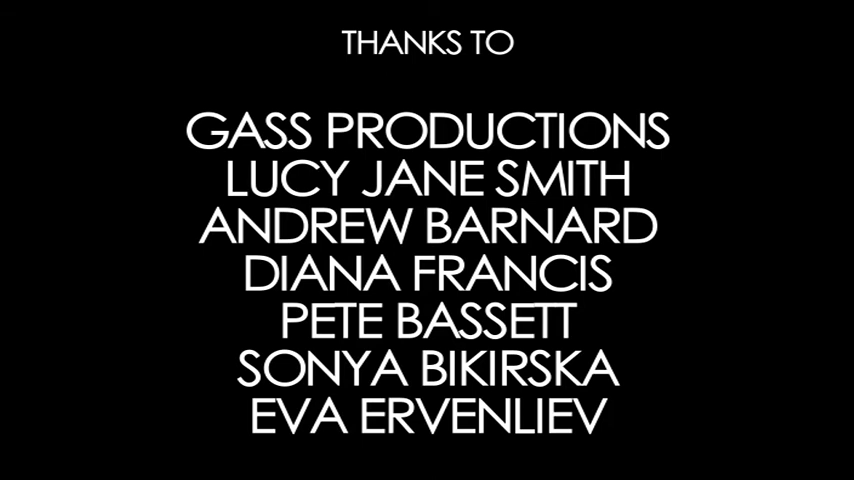 THANKS TO
GASS PRODUCTIONS
LUCY JANE SMITH
ANDREW BARNARD
DIANA FRANCIS
PETE BASSETT
SONYA BIKIRSKA
EVA ERVENLIEV